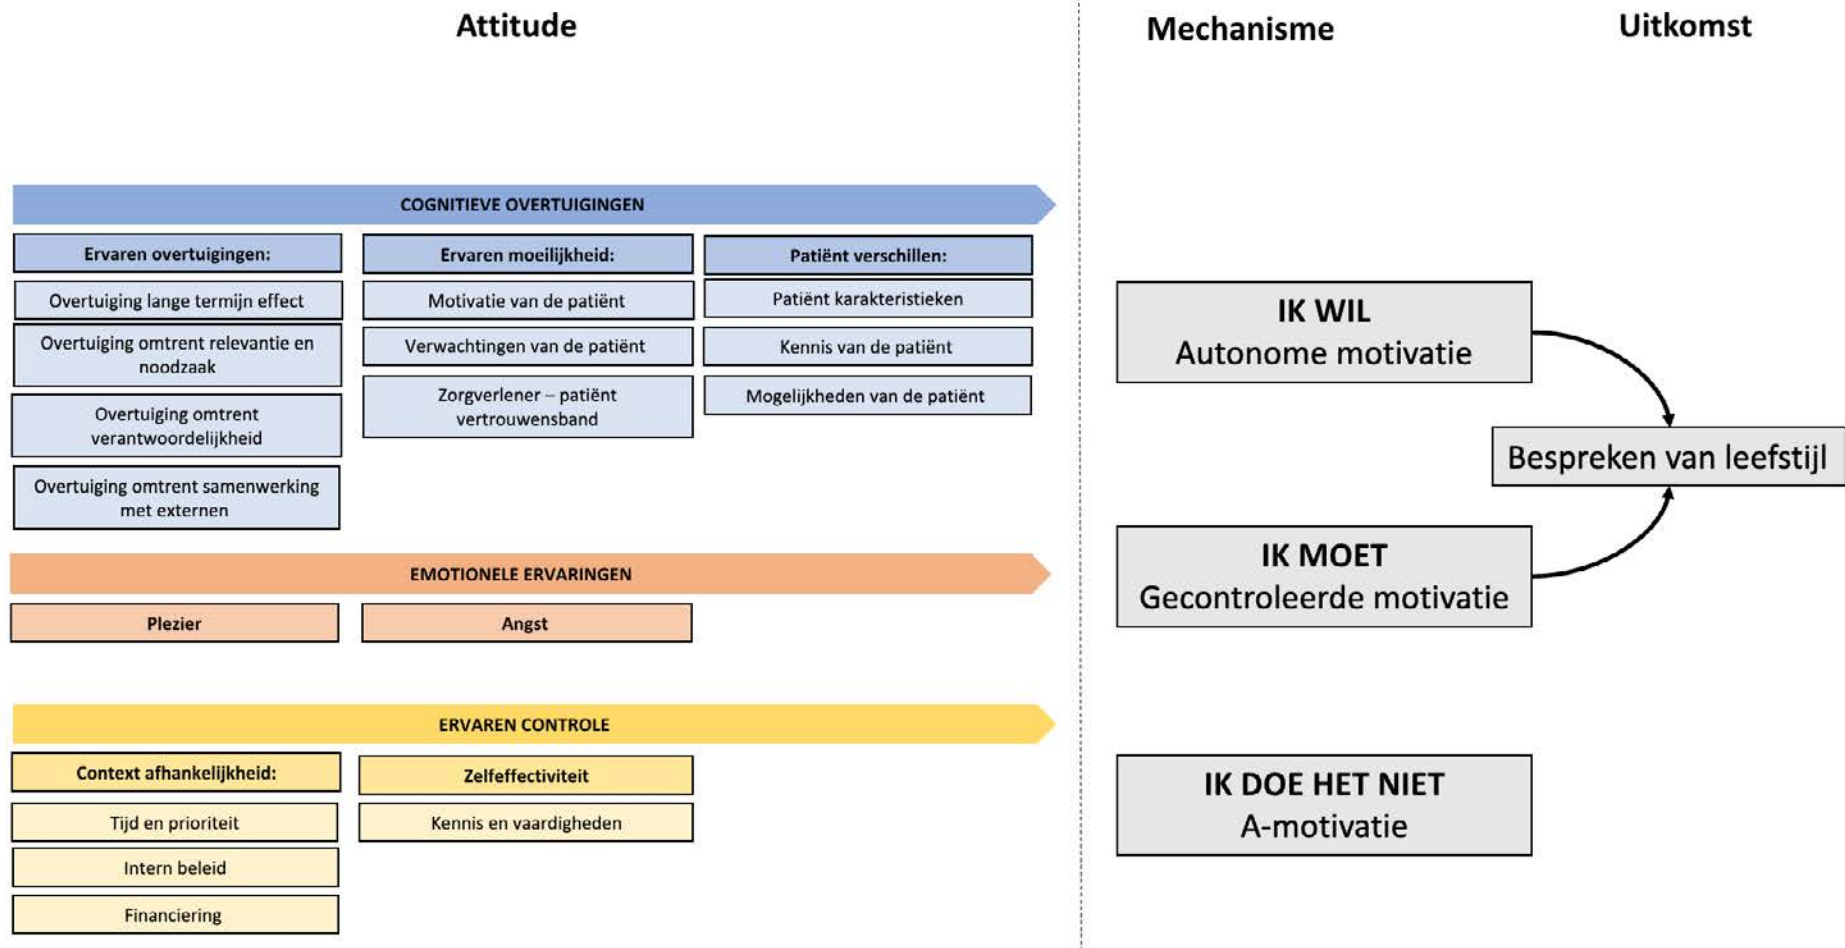 Attitude
Mechanisme
Uitkomst
COGNITIEVE OVERTUIGINGEN
Ervaren overtuigingen:
Overtuiging lange termijn effect
Overtuiging omtrent relevantie en
noodzaak
Overtuiging omtrent
verantwoordelijkheid
Overtuiging omtrent samenwerking
met externen
Ervaren moeilijkheid:
Motivatie van de patiënt
Verwachtingen van de patiënt
Zorgverlener – patiënt
vertrouwensband
Patiënt verschillen:
Patiënt karakteristieken
Kennis van de patiënt
Mogelijkheden van de patiënt
EMOTIONELE ERVARINGEN
Plezier
Angst
ERVAREN CONTROLE
Context afhankelijkheid:
Tijd en prioriteit
Intern beleid
Financiering
Zelfeffectiviteit
Kennis en vaardigheden
IK WIL
Autonome motivatie
IK MOET
Gecontroleerde motivatie
IK DOE HET NIET
A-motivatie
Bespreken van leefstijl